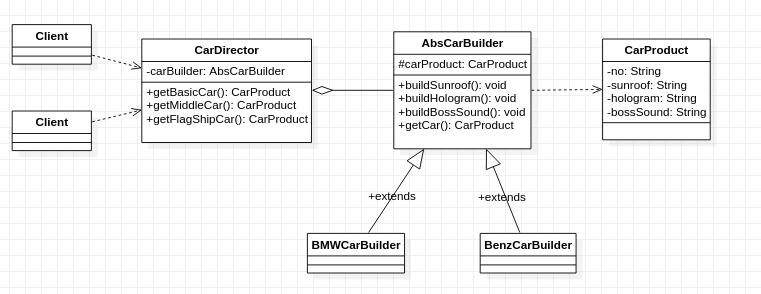 Client
Client
CarDirector
-carBuilder: AbsCarBuilder
+getBasicCar(): CarProduct
+getMiddleCar(): CarProduct
+getFlagShipCar(): CarProduct
AbsCarBuilder
#carProduct: CarProduct
+buildSunroof(): void
+buildHologram(): void
+buildBossSound(): void
+getCar(): CarProduct
CarProduct
-no: String
-sunroof: String
-hologram: String
-bossSound: String
+extends
+extends
BMWCarBuilder
BenzCarBuilder